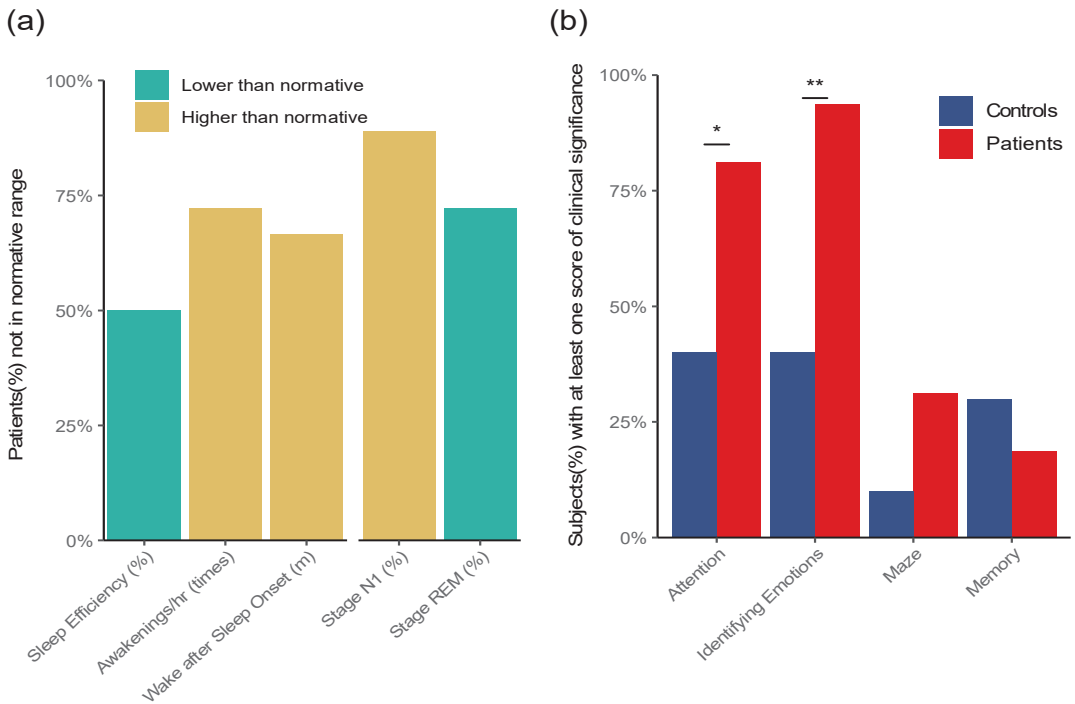 (a)
Patients(%) not in normative range
100%
75%
50%
25%
0%
Lower than normative
Higher than normative
Sleep Efficiency (%)
Awakenings/hr (times)
Wake after Sleep Onset (m)
Stage N1 (%)
Stage REM (%)
(b)
Subjects(%) with at least one score of clinical significance
100%
75%
50%
25%
0%
*
**
Controls
Patients
Attention
Identifying Emotions
Maze
Memory